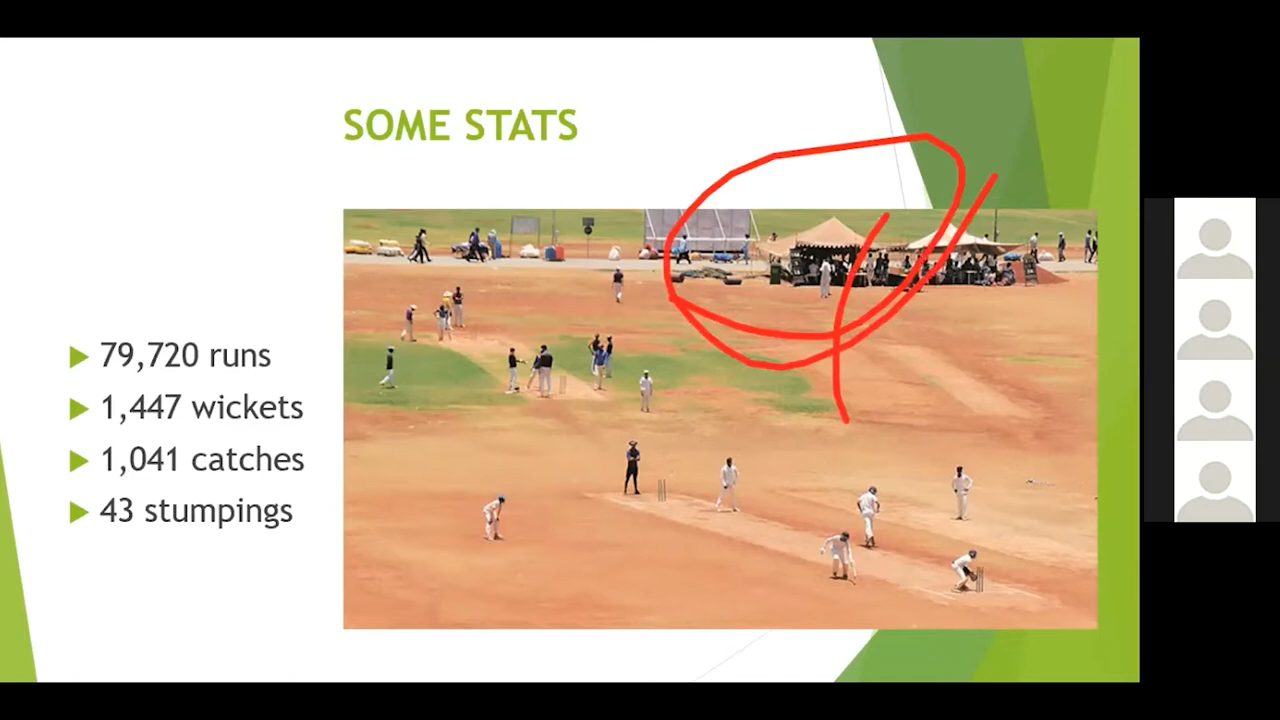 SOME STATS
79,720 runs
1,447 wickets
1,041 catches
43 stumpings